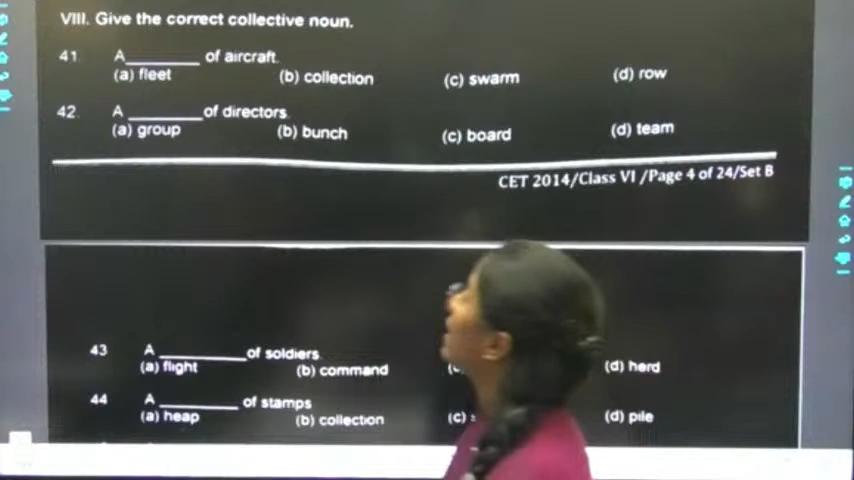 VIII. Give the correct collective noun.
41. A________ of aircraft.
(a) fleet (b) collection (c) swarm (d) row
42. A ________of directors.
(a) group (b) bunch (c) board (d) team
CET 2014/Class VI /Page 4 of 24/Set B
43 A ________of soldiers
(a) flight (b) command (d) herd
44 A ________ of stamps
(a) heap (b) collection (c) (d) pile